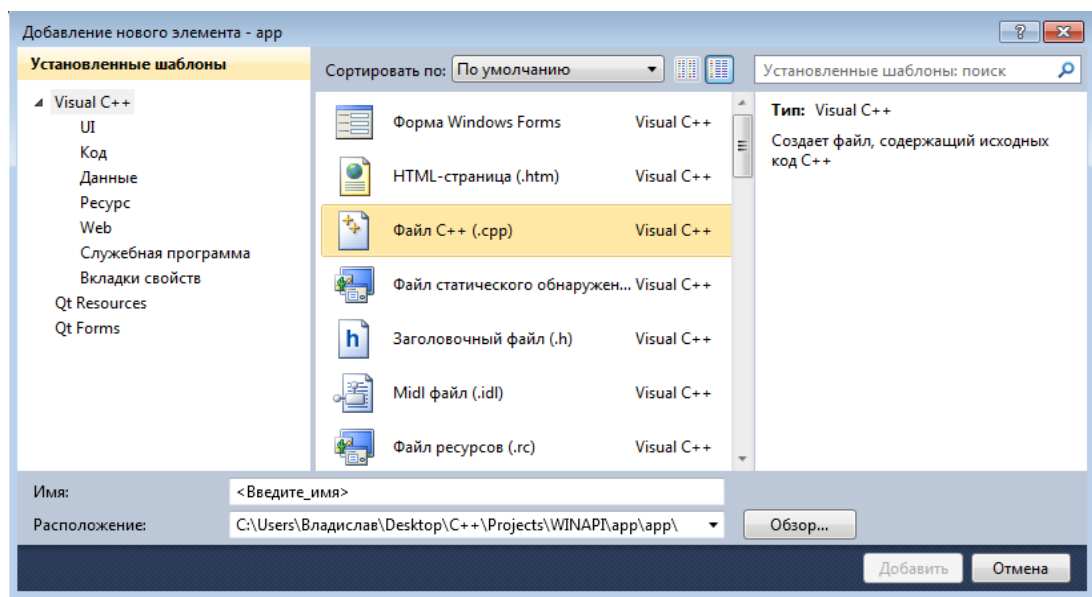 Добавление нового элемента - app
Установленные шаблоны
Сортировать по: По умолчанию
Установленные шаблоны: поиск
Visual C++
UI
Код
Данные
Ресурс
Web
Служебная программа
Вкладки свойств
Qt Resources
Qt Forms
Форма Windows Forms Visual C++
HTML-страница (.htm) Visual C++
Файл C++ (.cpp) Visual C++
Файл статического обнаружен... Visual C++
Заголовочный файл (.h) Visual C++
Midl файл (.idl) Visual C++
Файл ресурсов (.rc) Visual C++
Тип: Visual C++
Создает файл, содержащий исходных
код C++
Имя: <Введите_имя>
Расположение: C:\Users\Владислав\Desktop\C++\Projects\WINAPI\app\app\ Обзор...
Добавить Отмена